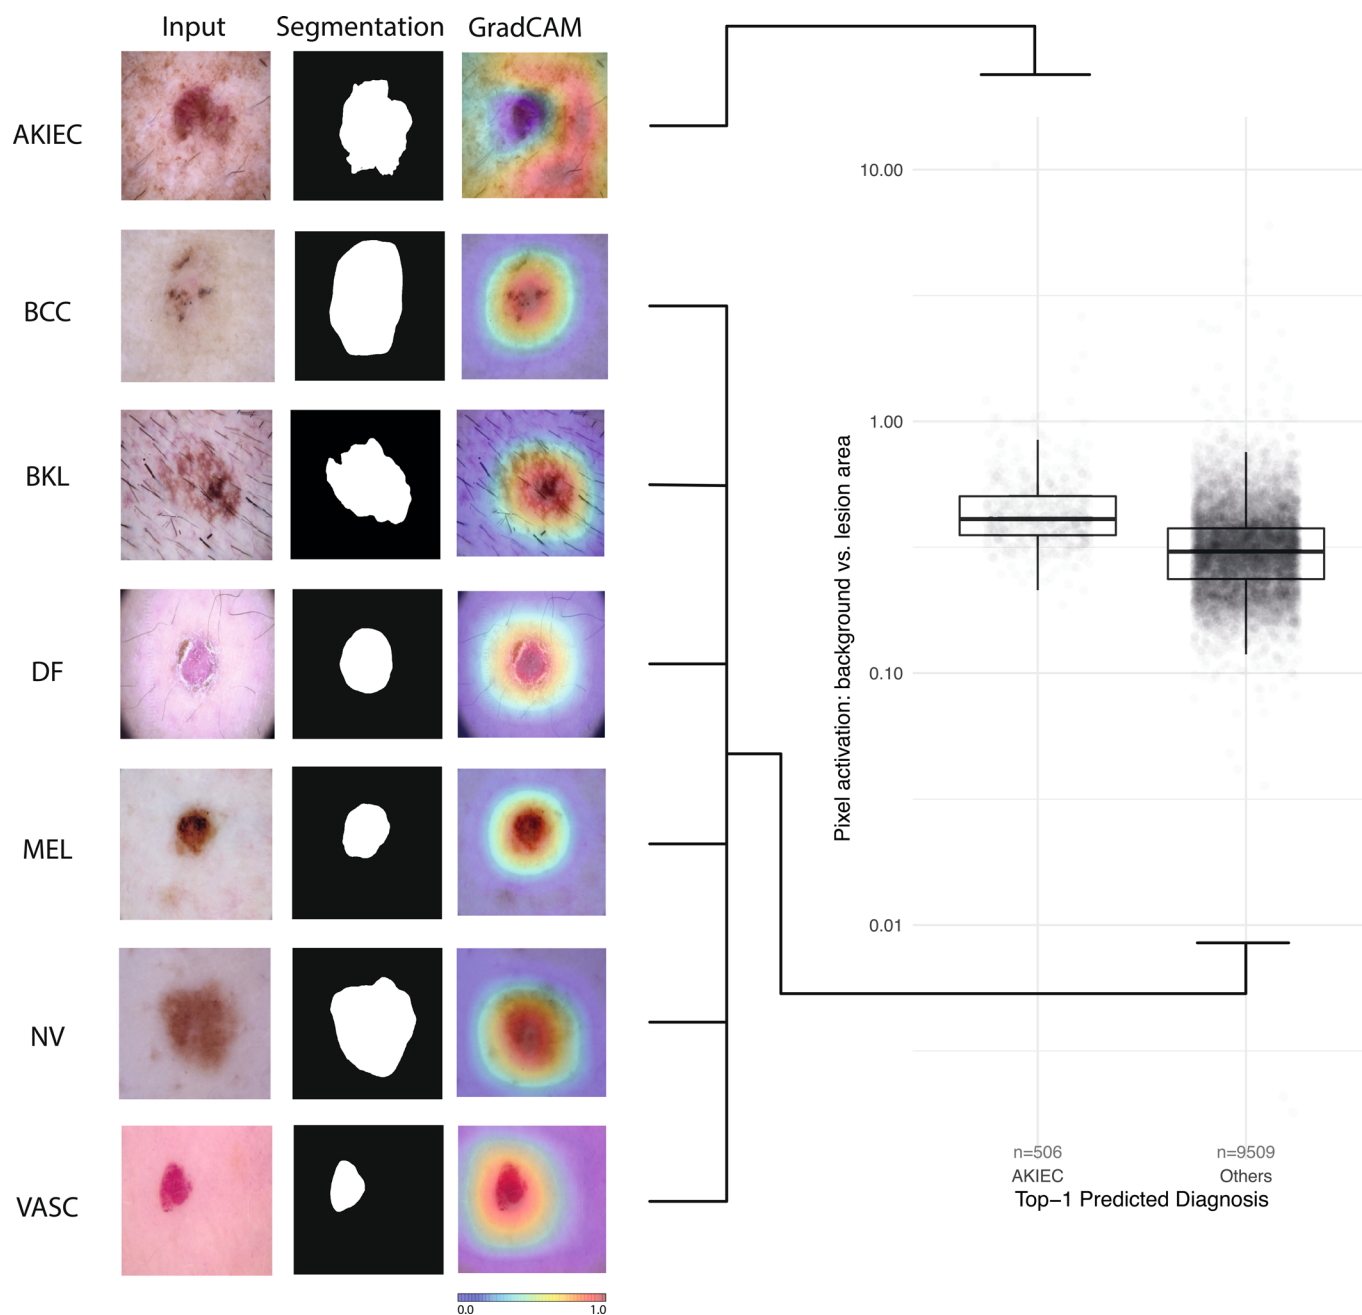 Input Segmentation GradCAM
AKIEC
BCC
BKL
DF
MEL
NV
VASC
0.0 1.0
Pixel activation: background vs. lesion area
10.00
1.00
0.10
0.01
n=506 n=9509
AKIEC Others
Top−1 Predicted Diagnosis